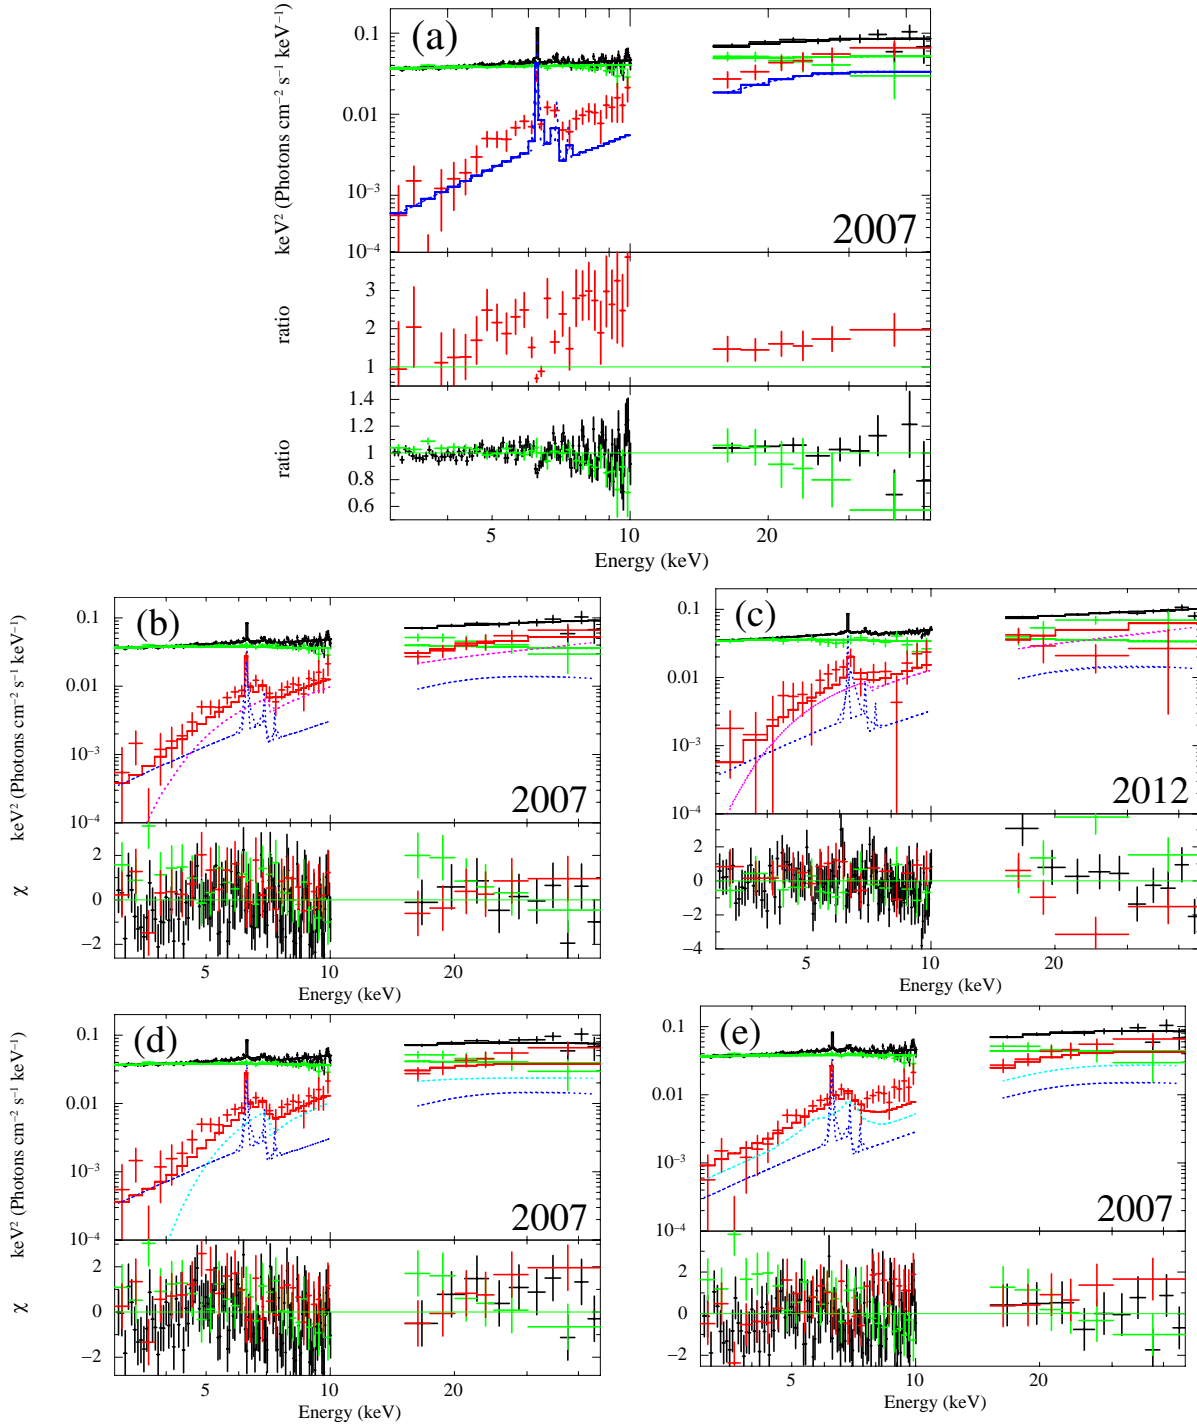 (a)
0.1
0.01
10⁻³
10⁻⁴
keV² (Photons cm⁻² s⁻¹ keV⁻¹)
2007
3
2
1
ratio
1.4
1.2
1
0.8
0.6
ratio
5 10 20
Energy (keV)
(b)
0.1
0.01
10⁻³
10⁻⁴
keV² (Photons cm⁻² s⁻¹ keV⁻¹)
2007
2
0
−2
χ
5 10 20
Energy (keV)
(c)
0.1
0.01
10⁻³
10⁻⁴
2012
2
0
−2
−4
5 10 20
Energy (keV)
(d)
0.1
0.01
10⁻³
10⁻⁴
keV² (Photons cm⁻² s⁻¹ keV⁻¹)
2007
2
0
−2
χ
5 10 20
Energy (keV)
(e)
0.1
0.01
10⁻³
10⁻⁴
2007
2
0
−2
5 10 20
Energy (keV)